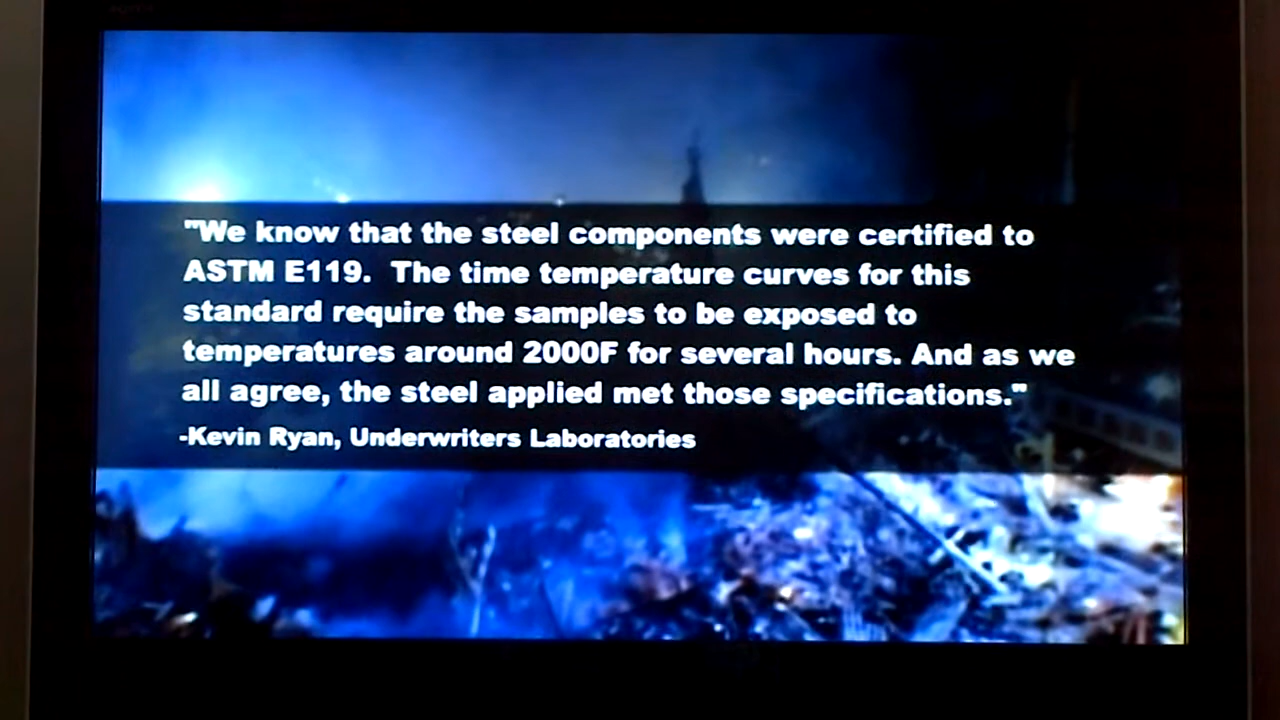 "We know that the steel components were certified to
ASTM E119.  The time temperature curves for this
standard require the samples to be exposed to
temperatures around 2000F for several hours. And as we
all agree, the steel applied met those specifications."
-Kevin Ryan, Underwriters Laboratories